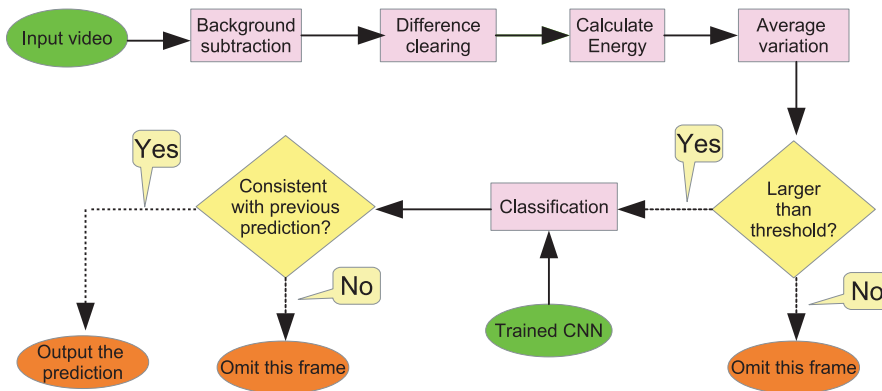 Input video
Background
subtraction
Difference
clearing
Calculate
Energy
Average
variation
Yes
Yes
Consistent
with previous
prediction?
Classification
Larger
than
threshold?
No
No
Output the
prediction
Omit this frame
Trained CNN
Omit this frame